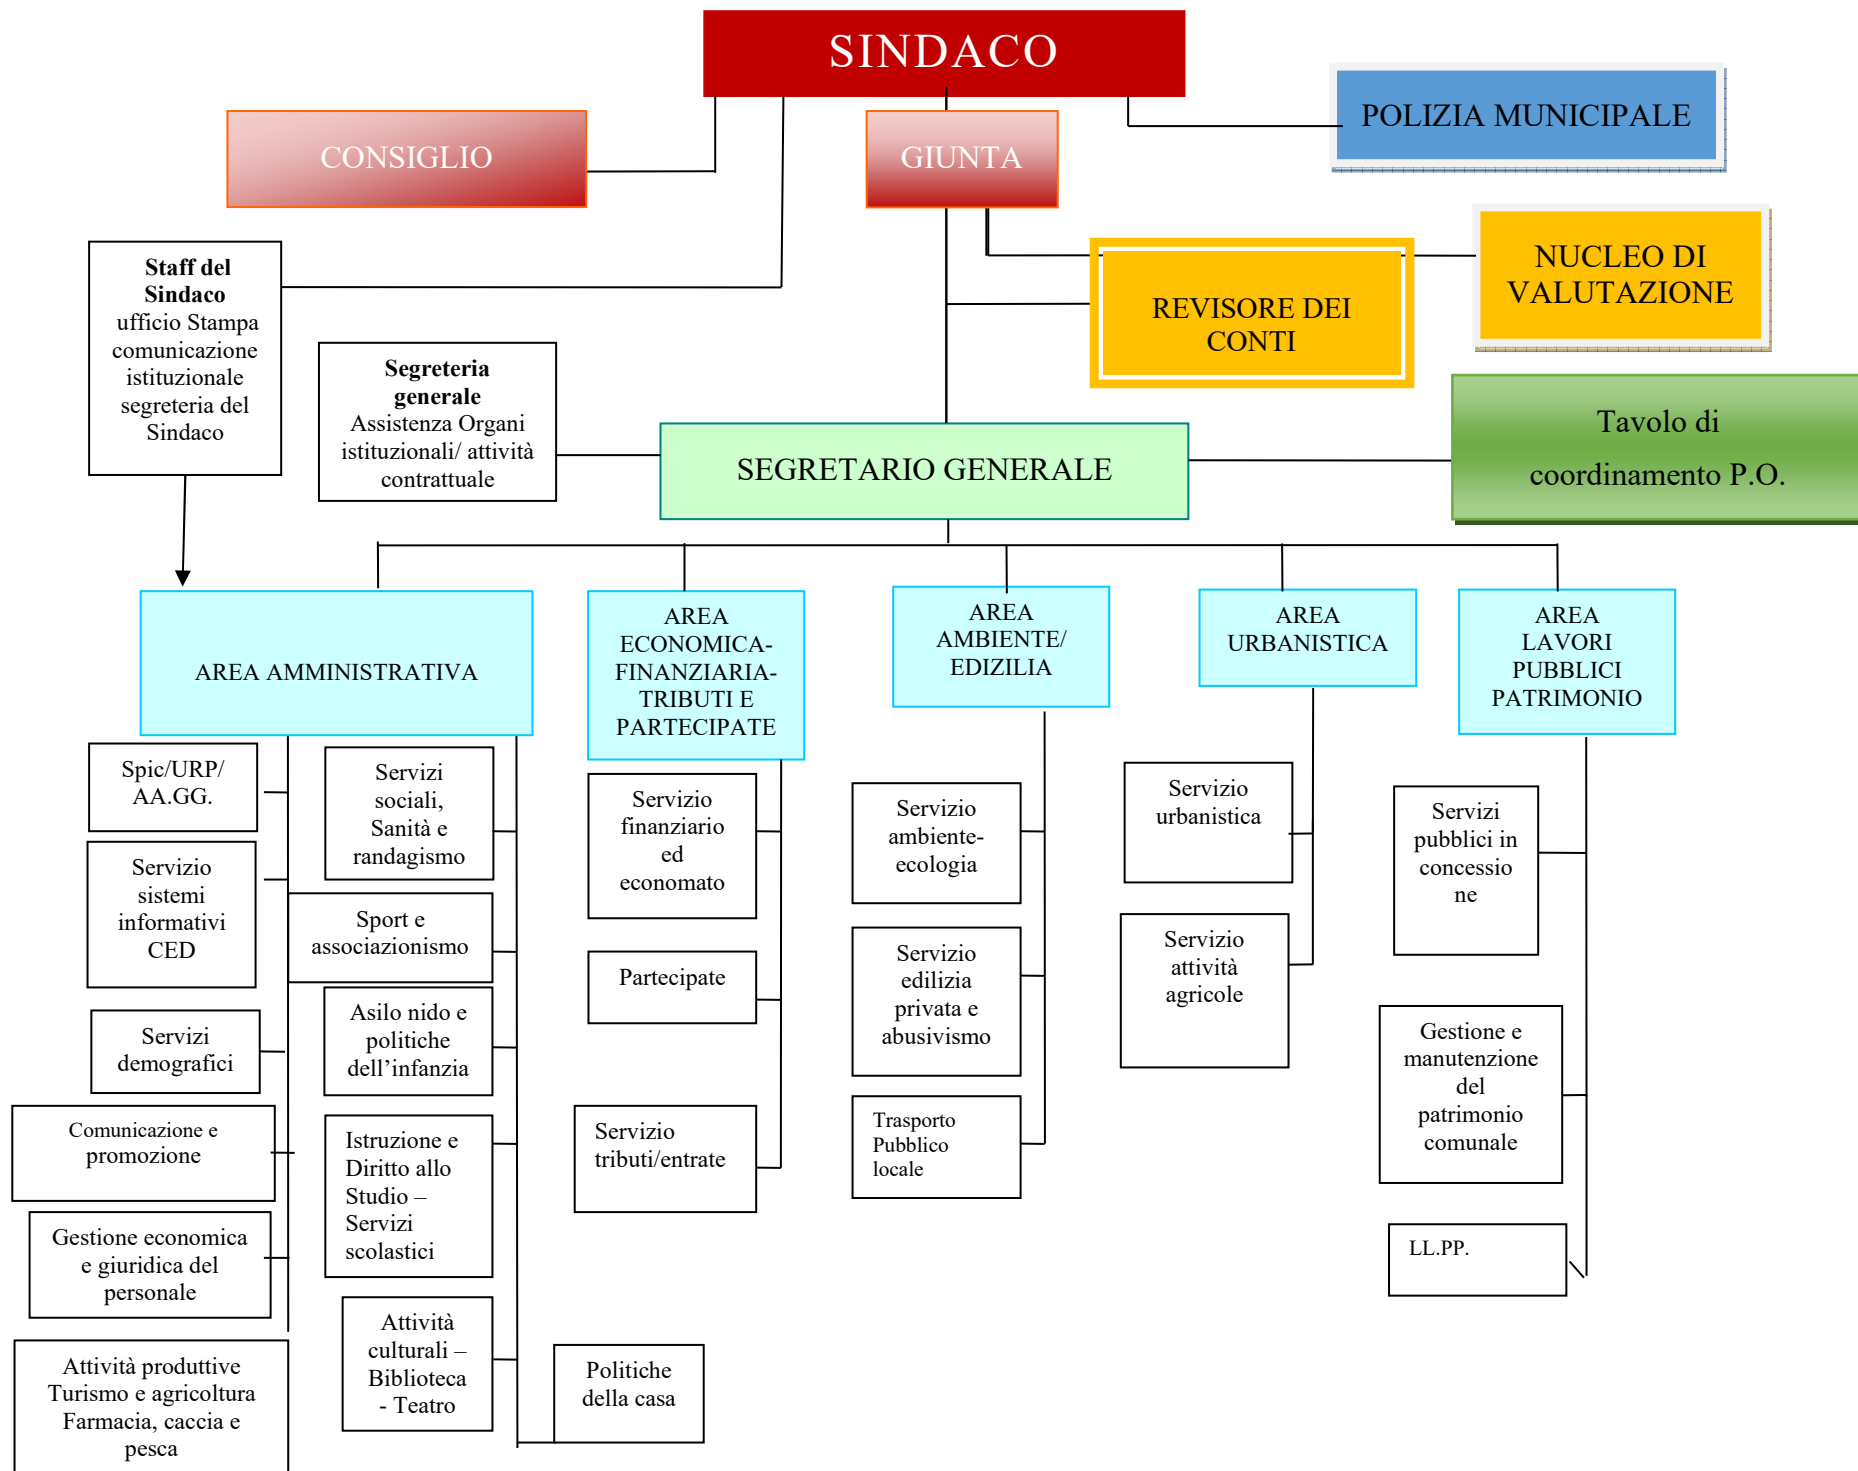 SINDACO
POLIZIA MUNICIPALE
CONSIGLIO
GIUNTA
Staff del
Sindaco
ufficio Stampa
comunicazione
istituzionale
segreteria del
Sindaco
NUCLEO DI
VALUTAZIONE
REVISORE DEI
CONTI
Segreteria
generale
Assistenza Organi
istituzionali/ attività
contrattuale
Tavolo di
coordinamento P.O.
SEGRETARIO GENERALE
AREA AMMINISTRATIVA
AREA
ECONOMICA-
FINANZIARIA-
TRIBUTI E
PARTECIPATE
AREA
AMBIENTE/
EDIZILIA
AREA
URBANISTICA
AREA
LAVORI
PUBBLICI
PATRIMONIO
Spic/URP/
AA.GG.
Servizio
sistemi
informativi
CED
Servizi
demografici
Comunicazione e
promozione
Gestione economica
e giuridica del
personale
Attività produttive
Turismo e agricoltura
Farmacia, caccia e
pesca
Servizi
sociali,
Sanità e
randagismo
Sport e
associazionismo
Asilo nido e
politiche
dell’infanzia
Istruzione e
Diritto allo
Studio –
Servizi
scolastici
Attività
culturali –
Biblioteca
- Teatro
Politiche
della casa
Servizio
finanziario
ed
economato
Partecipate
Servizio
tributi/entrate
Servizio
ambiente-
ecologia
Servizio
edilizia
privata e
abusivismo
Trasporto
Pubblico
locale
Servizio
urbanistica
Servizio
attività
agricole
Servizi
pubblici in
concessio
ne
Gestione e
manutenzione
del
patrimonio
comunale
LL.PP.